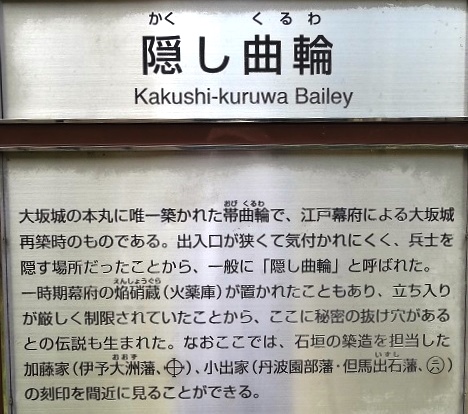 かく くるわ
隠し曲輪
Kakushi-kuruwa Bailey
おび くるわ
大坂城の本丸に唯一築かれた帯曲輪で、江戸幕府による大坂城
再築時のものである。出入口が狭くて気付かれにくく、兵士を
隠す場所だったことから、一般に「隠し曲輪」と呼ばれた。
えんしょうぐら
一時期幕府の焔硝蔵(火薬庫)が置かれたこともあり、立ち入り
が厳しく制限されていたことから、ここに秘密の抜け穴がある
との伝説も生まれた。なおここでは、石垣の築造を担当した
おおず いずし
加藤家(伊予大洲藩、)、小出家(丹波園部藩・但馬出石藩、)
の刻印を間近に見ることができる。